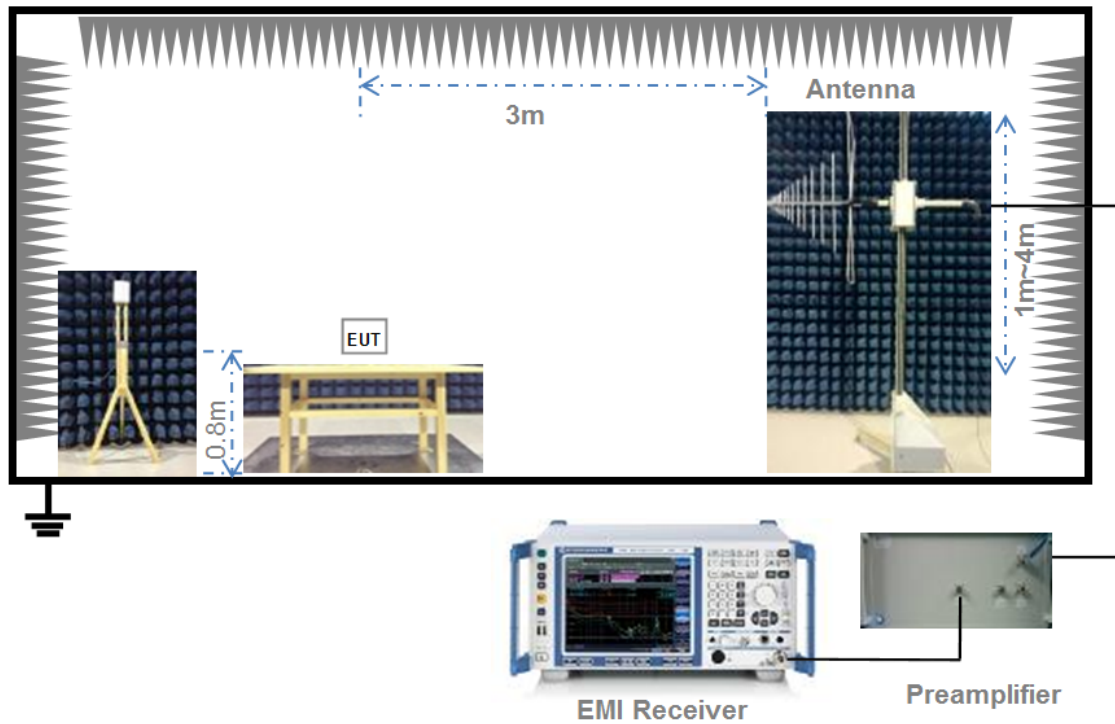 Antenna
3m
1m~4m
EUT
0.8m
EMI Receiver
Preamplifier